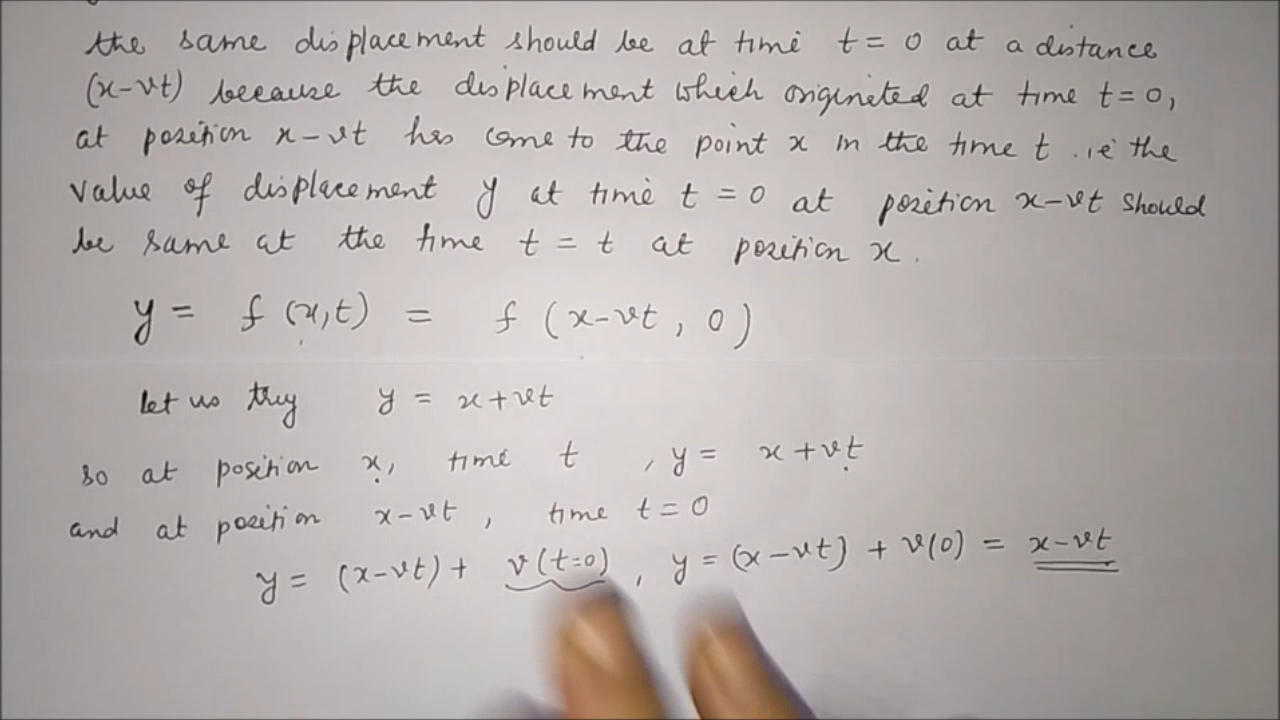 the same displacement should be at time t = 0 at a distance
(x-vt) because the displacement which originated at time t=0,
at position x-vt has come to the point x in the time t .ie the
value of displacement y at time t = 0 at position x-vt should
be same at the time t = t at position x.
y = f (x,t) = f (x-vt, 0)
let us try y = x+vt
so at position x, time t , y = x+vt
and at position x-vt, time t=0
y = (x-vt)+ v(t=0), y = (x-vt) + v(0) = x-vt